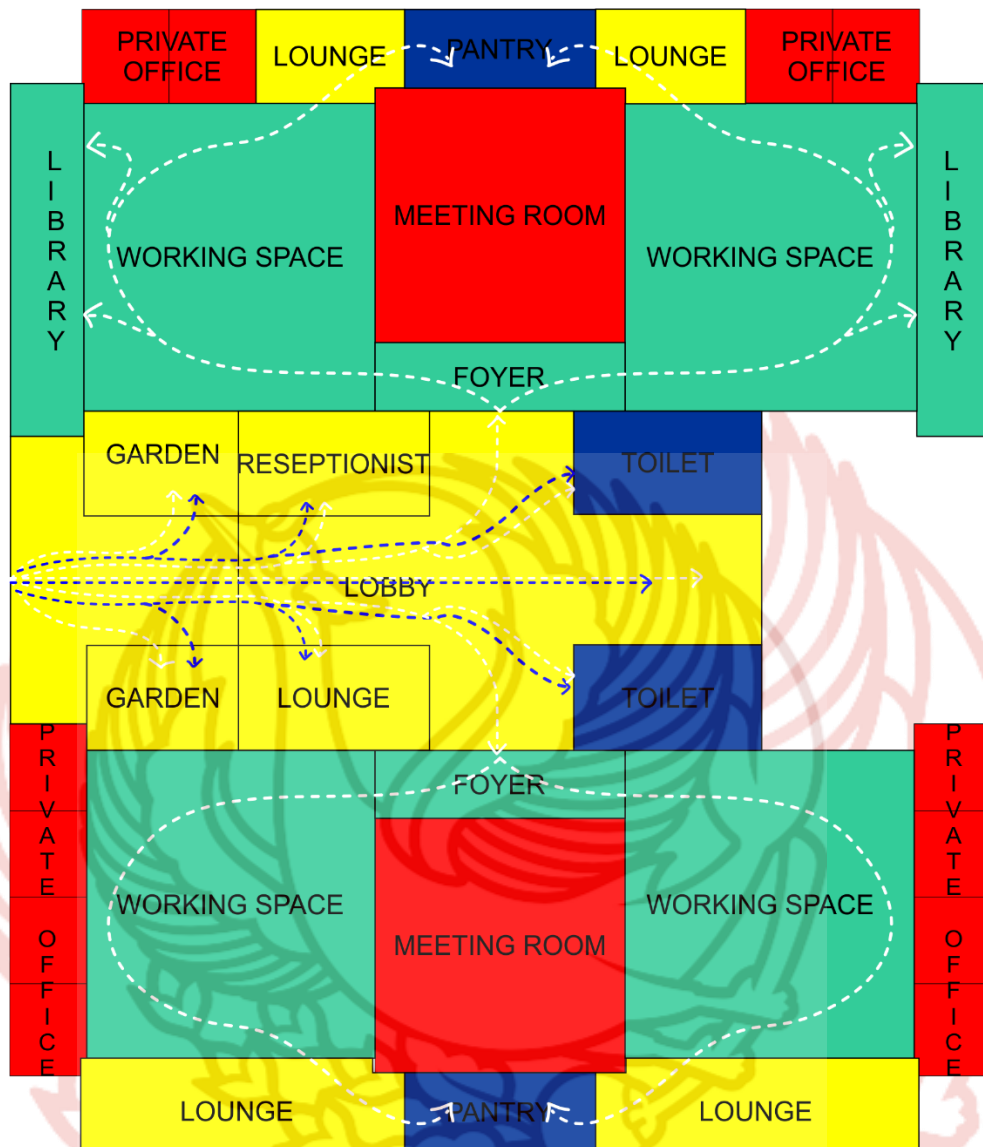 PRIVATE
OFFICE
LOUNGE
PANTRY
LOUNGE
PRIVATE
OFFICE
LIBRARY
WORKING SPACE
MEETING ROOM
WORKING SPACE
LIBRARY
FOYER
GARDEN
RESEPTIONIST
TOILET
LOBBY
GARDEN
LOUNGE
TOILET
PRIVATE OFFICE
FOYER
WORKING SPACE
MEETING ROOM
WORKING SPACE
PRIVATE OFFICE
LOUNGE
PANTRY
LOUNGE